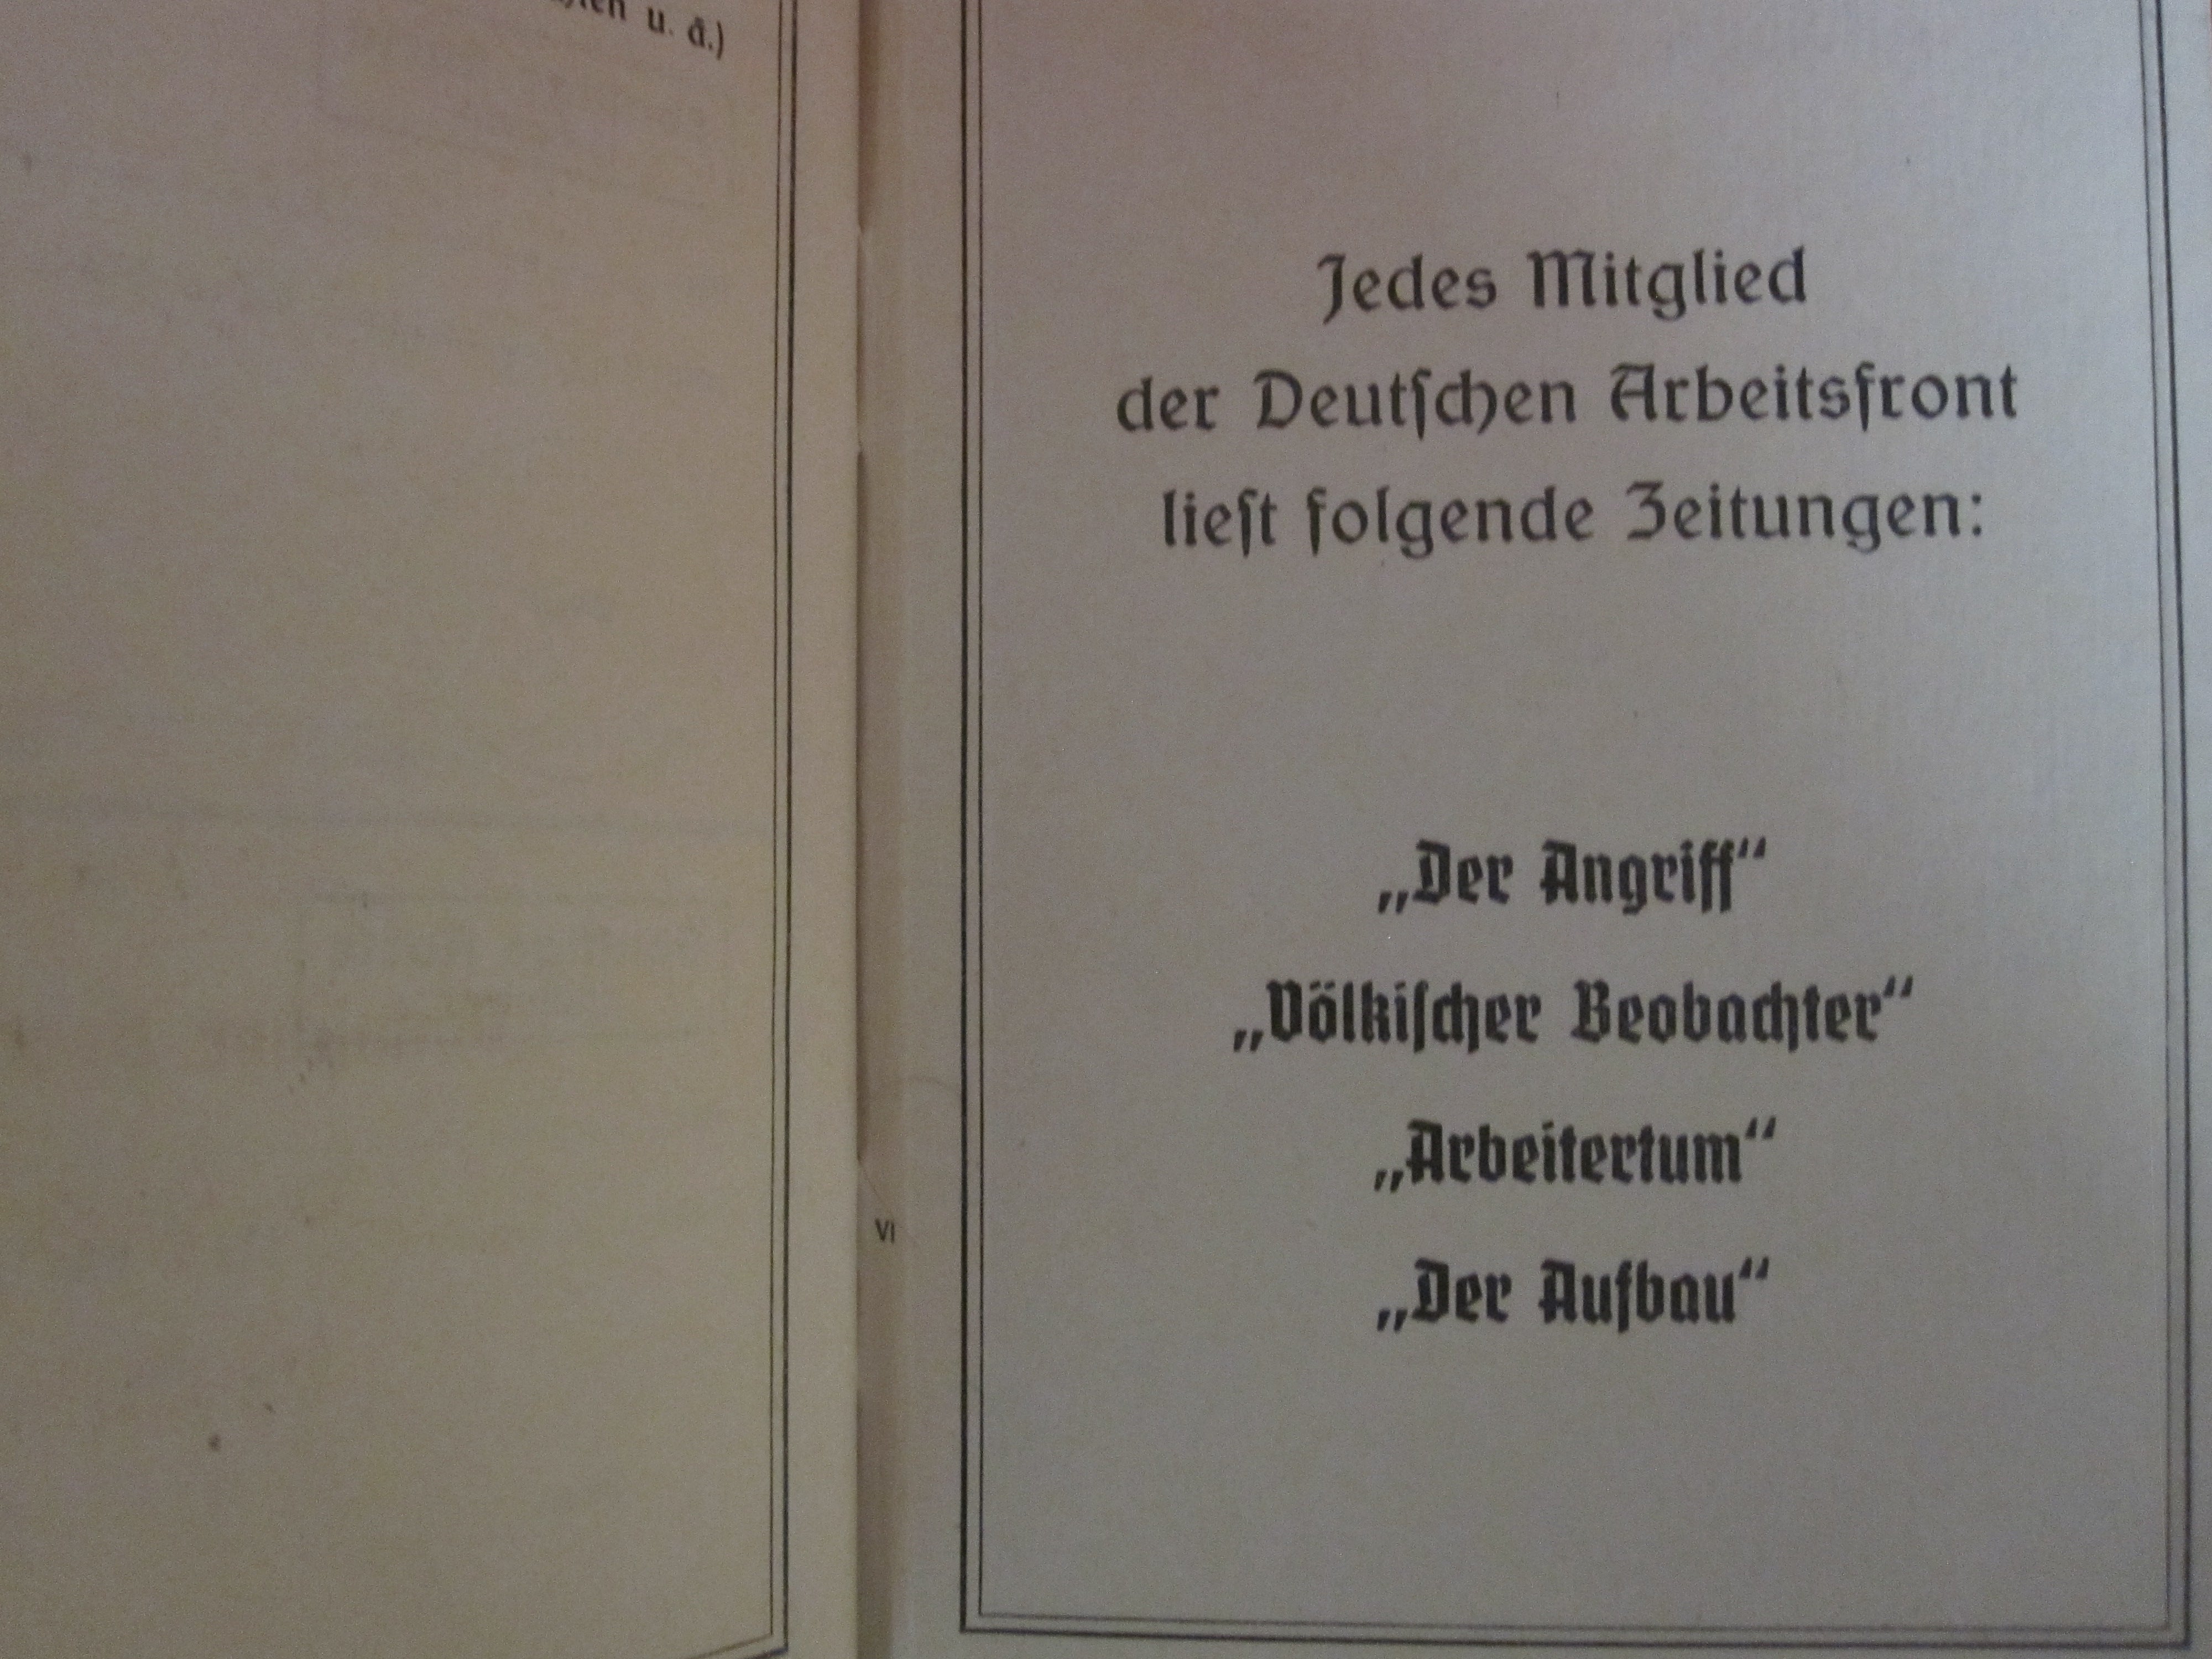 u. ä.)
Jedes Mitglied
der Deutſchen Arbeitsfront
lieſt folgende Zeitungen:
„Der Angriff“
„Völkiſcher Beobachter“
„Arbeitertum“
„Der Aufbau“
VI